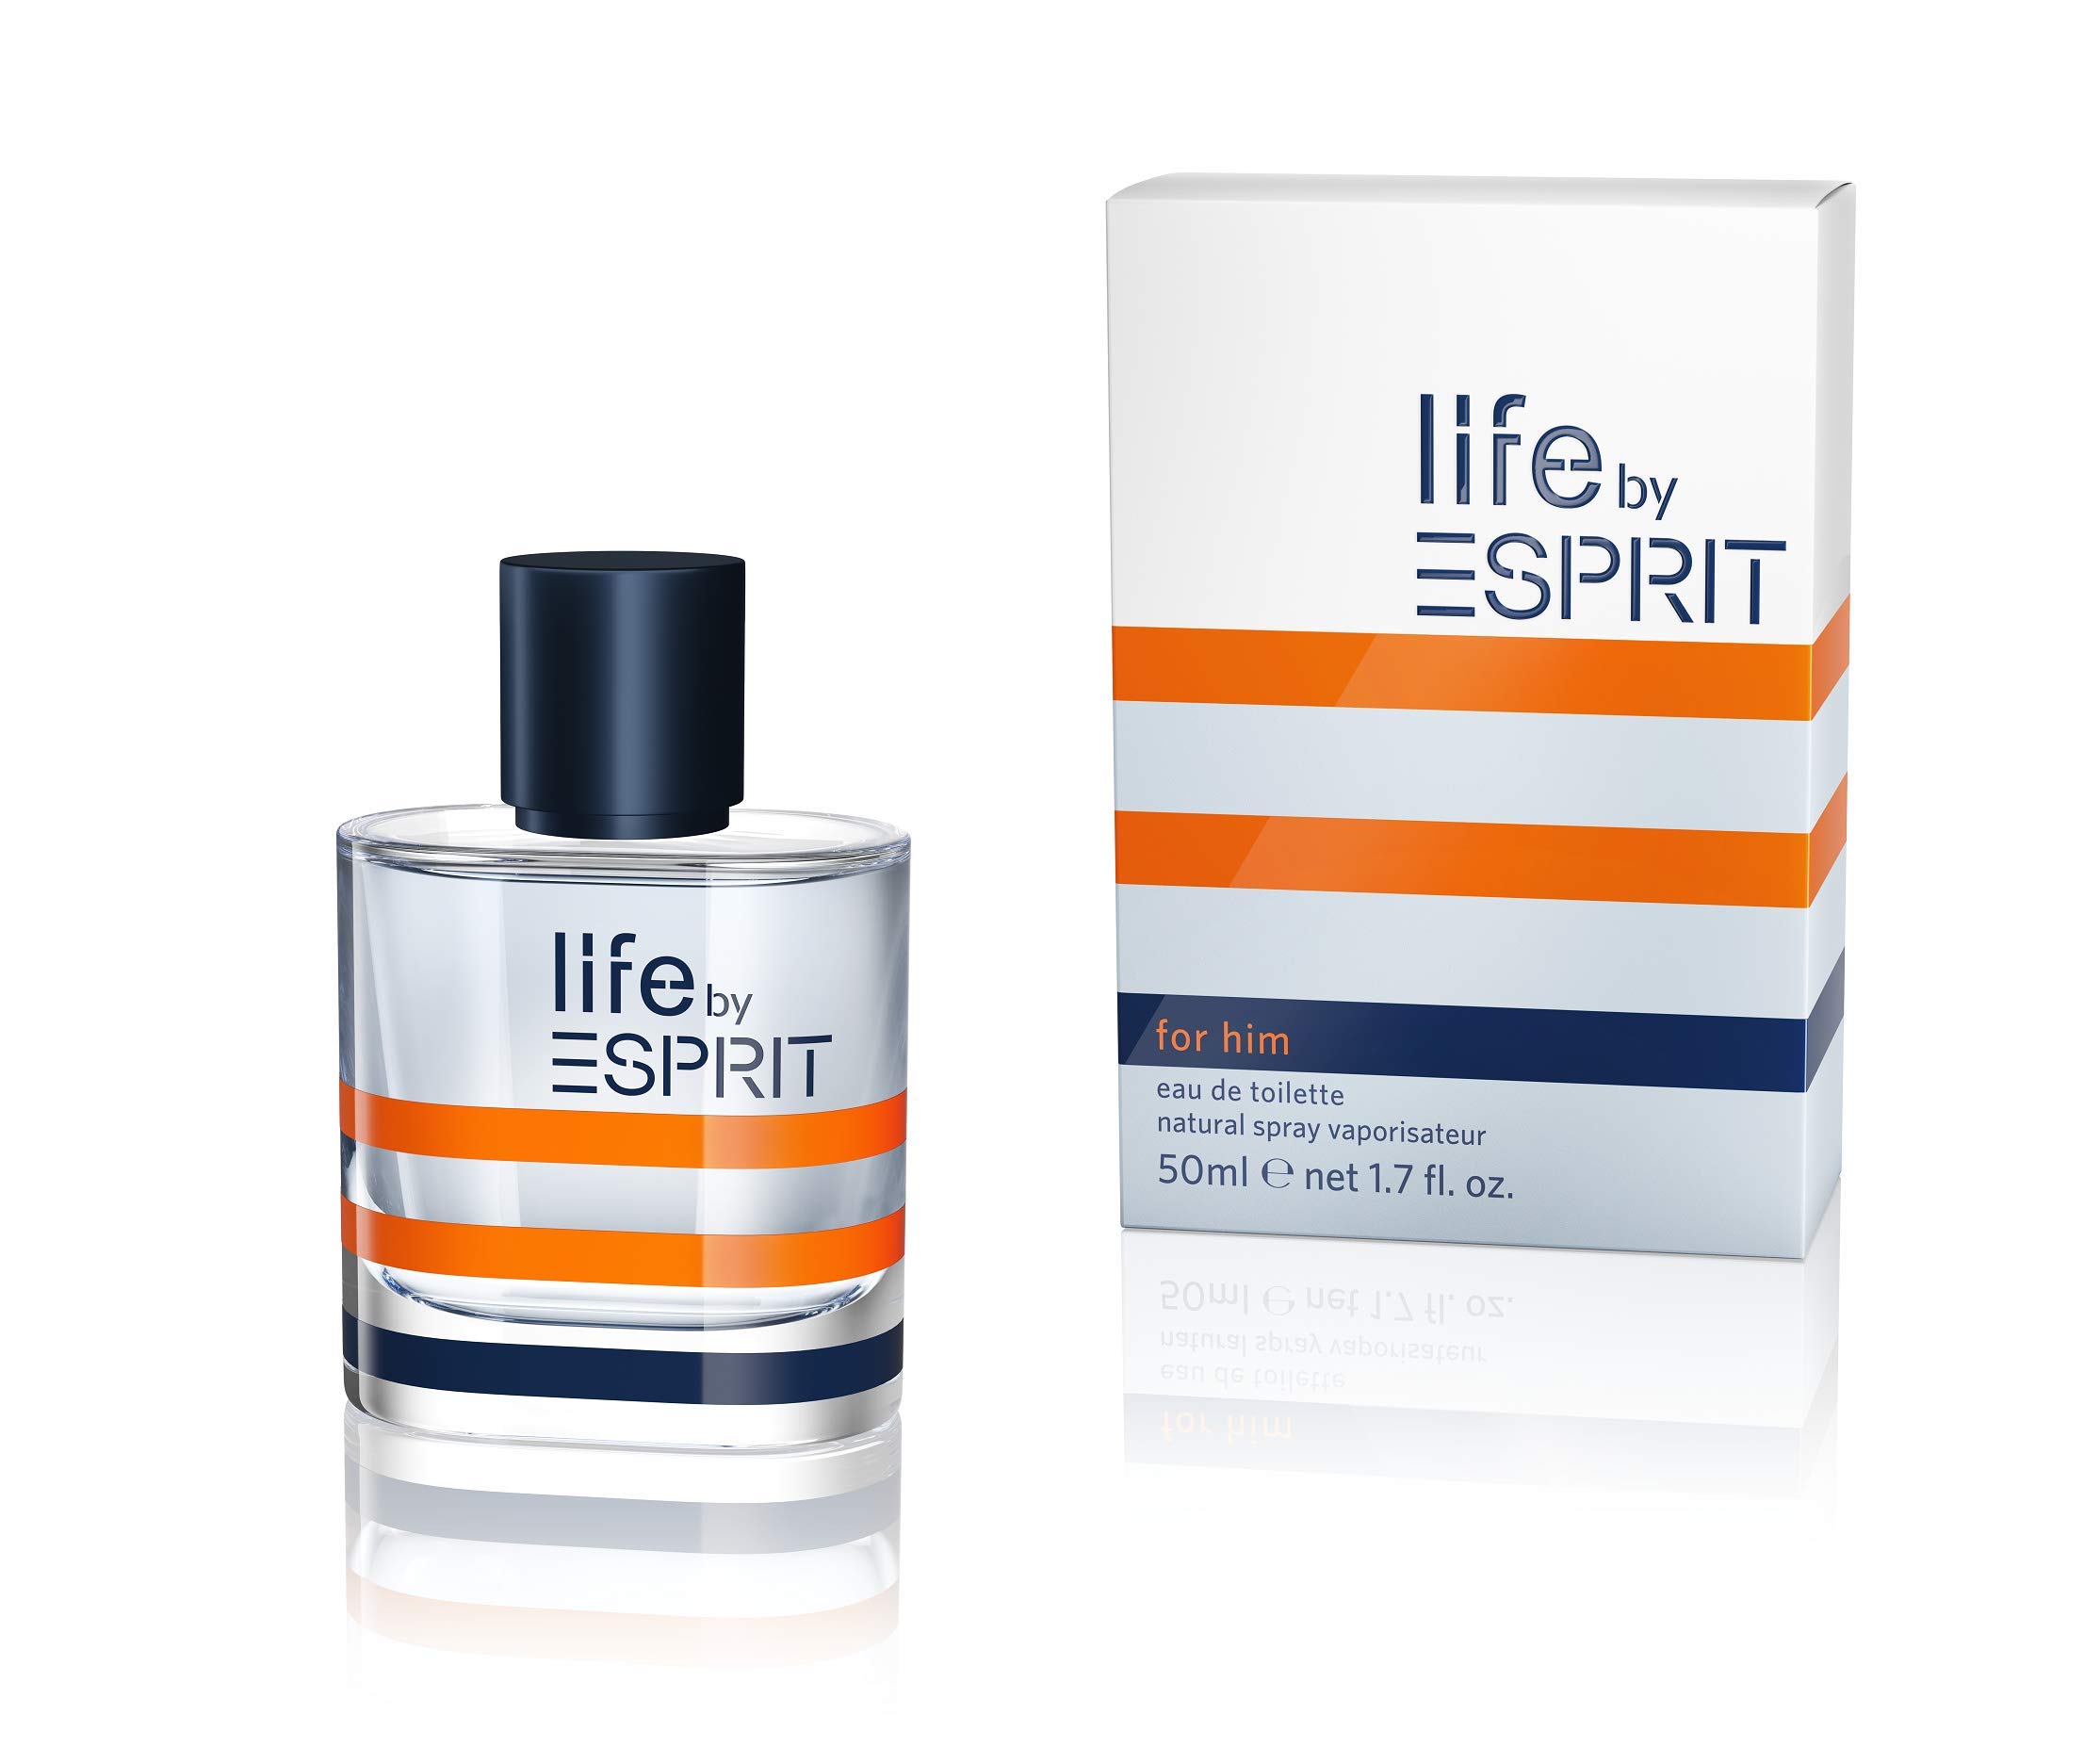 life by
ESPRIT
life by
ESPRIT
for him
eau de toilette
natural spray vaporisateur
50ml ℮ net 1.7 fl. oz.